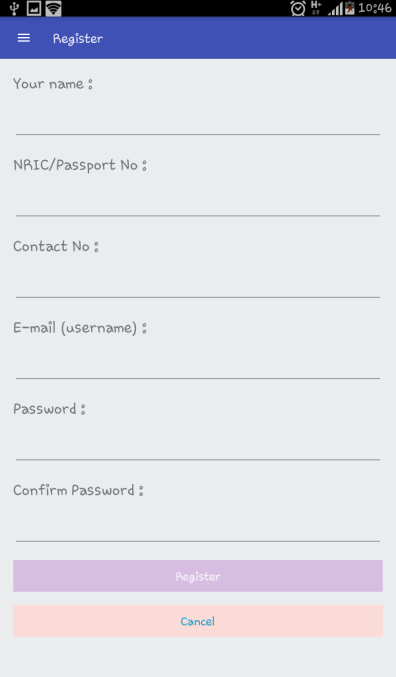 H+ 10:46
Register
Your name :
NRIC/Passport No :
Contact No :
E-mail (username) :
Password :
Confirm Password :
Register
Cancel